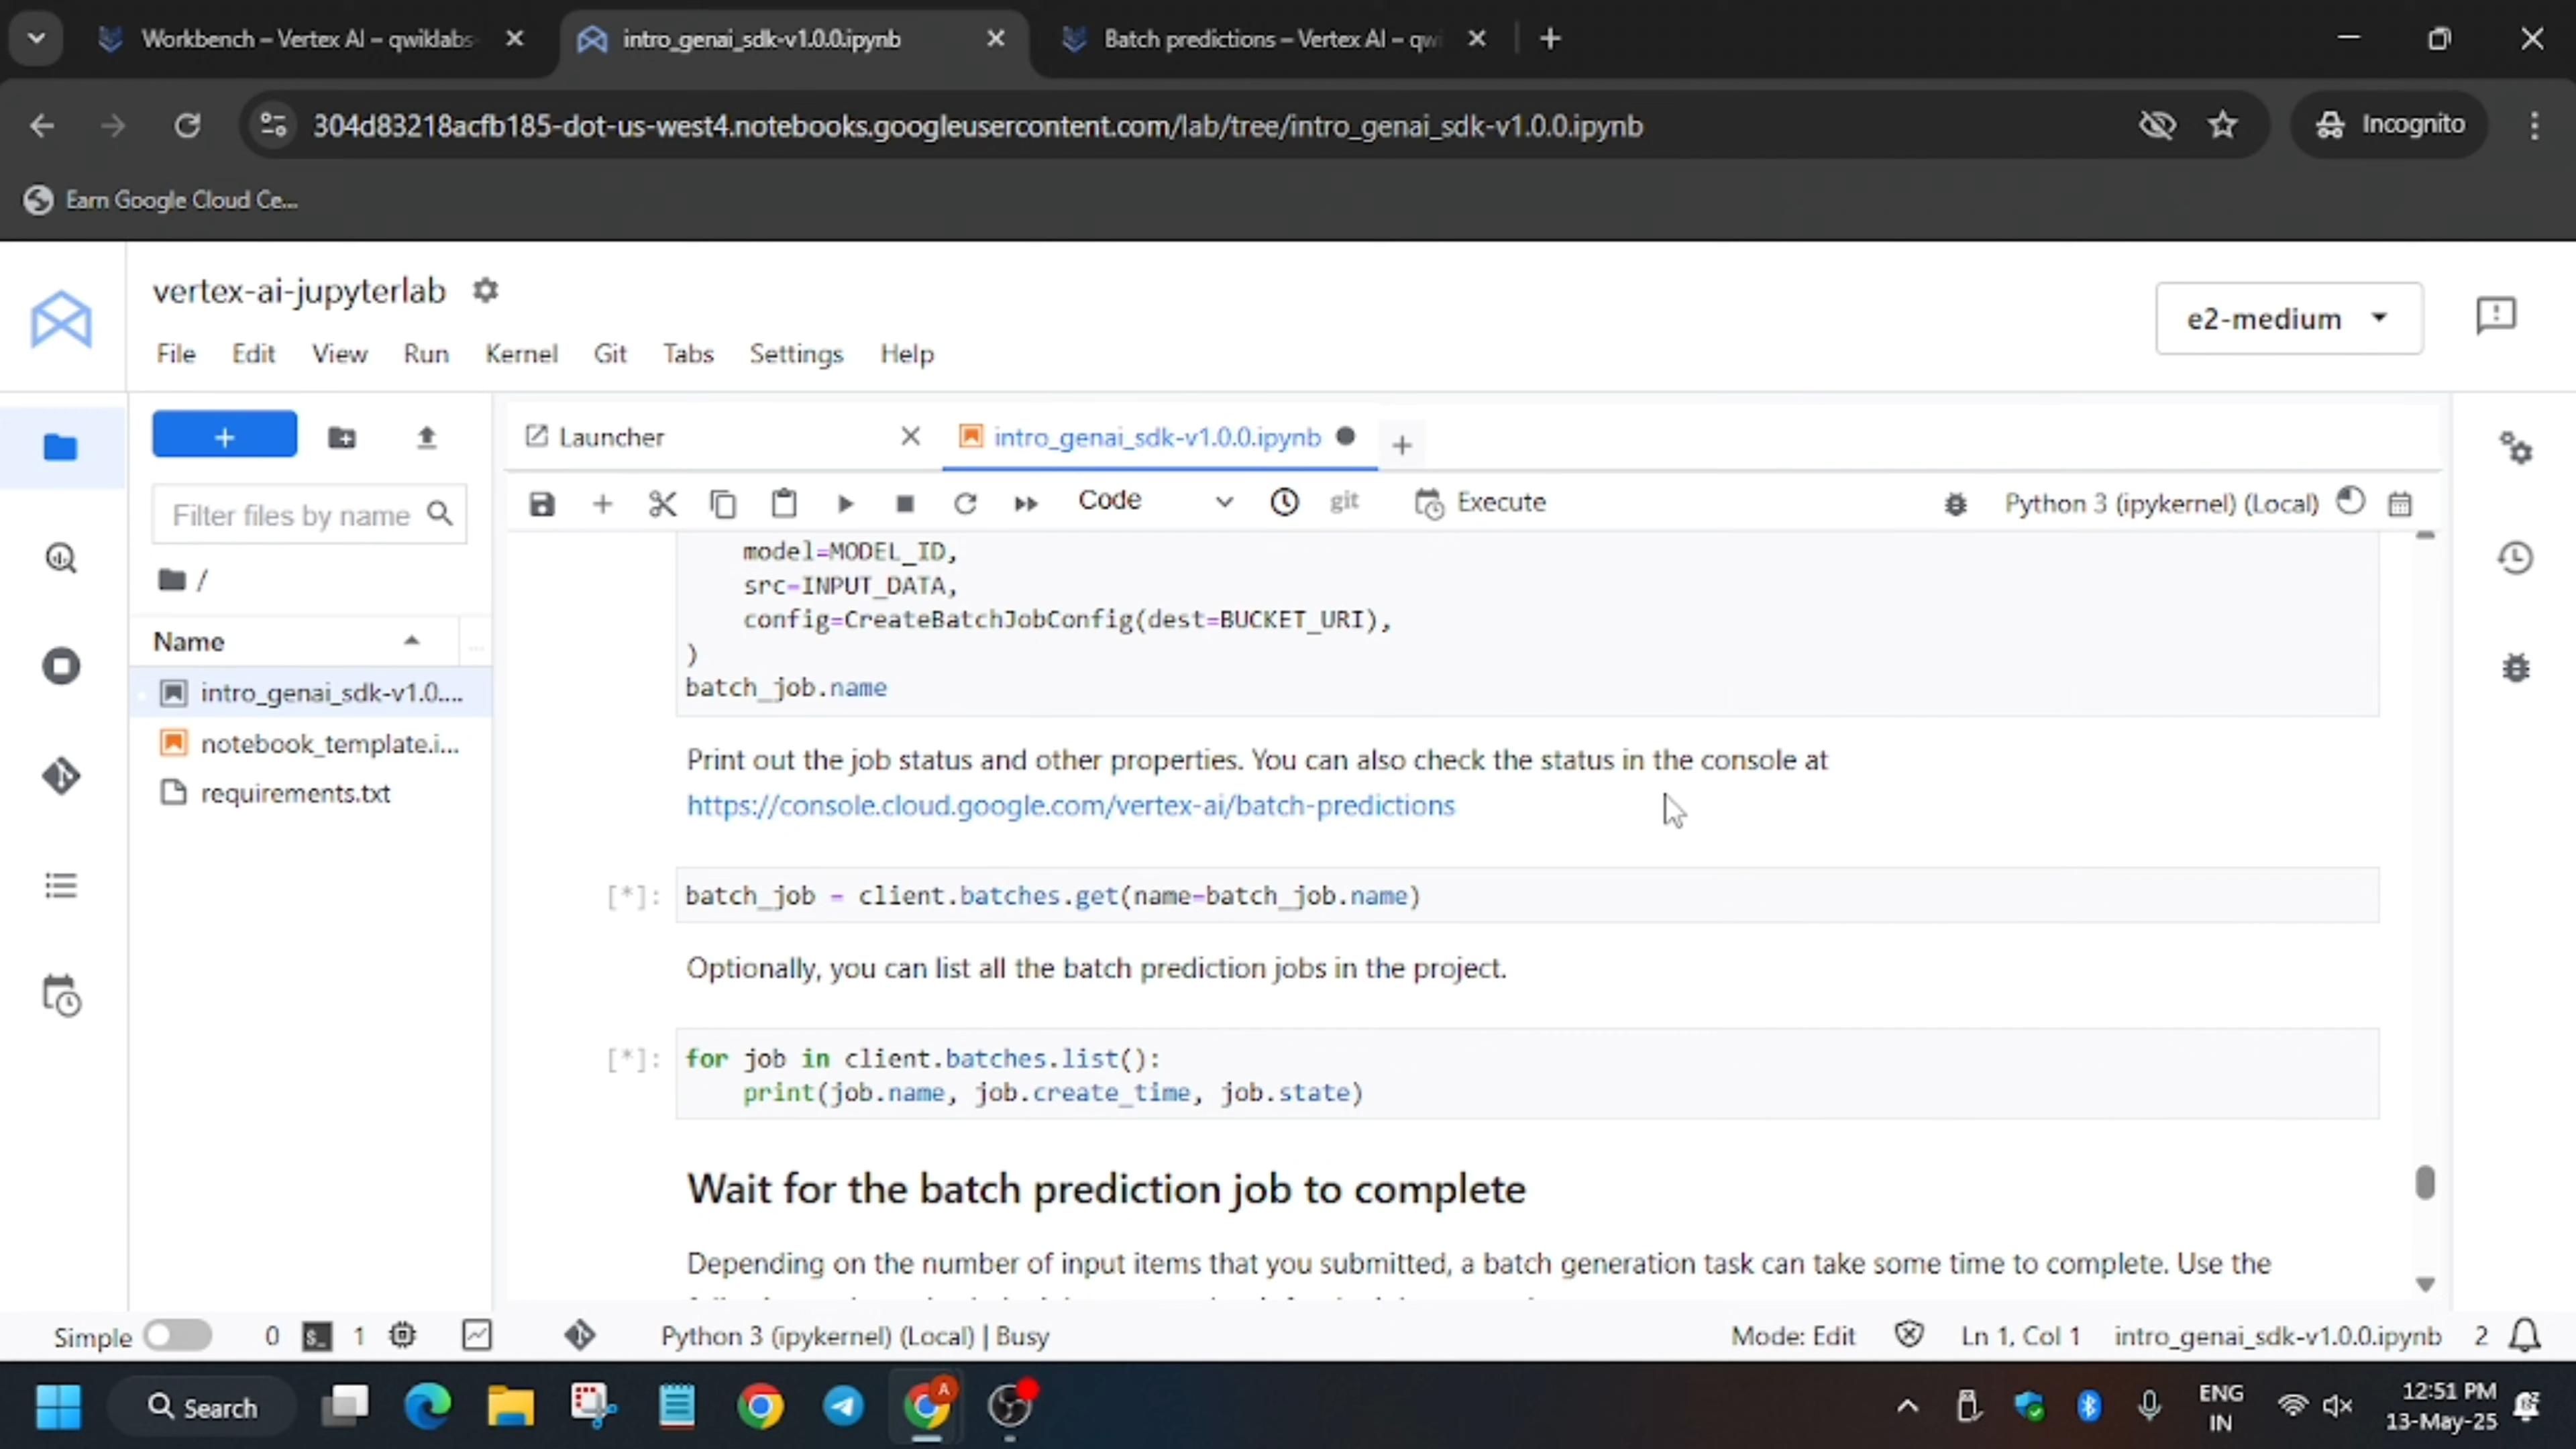 Workbench – Vertex AI – qwiklabs-
intro_genai_sdk-v1.0.0.ipynb
Batch predictions – Vertex AI – qwi
304d83218acfb185-dot-us-west4.notebooks.googleusercontent.com/lab/tree/intro_genai_sdk-v1.0.0.ipynb
Incognito
Earn Google Cloud Ce...
vertex-ai-jupyterlab
e2-medium
File Edit View Run Kernel Git Tabs Settings Help
+
Launcher
intro_genai_sdk-v1.0.0.ipynb
Filter files by name
Code
git
Execute
Python 3 (ipykernel) (Local)
/
Name
...
intro_genai_sdk-v1.0....
notebook_template.i...
requirements.txt
model=MODEL_ID,
src=INPUT_DATA,
config=CreateBatchJobConfig(dest=BUCKET_URI),
)
batch_job.name
Print out the job status and other properties. You can also check the status in the console at
https://console.cloud.google.com/vertex-ai/batch-predictions
[*]: batch_job = client.batches.get(name=batch_job.name)
Optionally, you can list all the batch prediction jobs in the project.
[*]: for job in client.batches.list():
print(job.name, job.create_time, job.state)
Wait for the batch prediction job to complete
Depending on the number of input items that you submitted, a batch generation task can take some time to complete. Use the
Simple
0
$_
1
Python 3 (ipykernel) (Local) | Busy
Mode: Edit
Ln 1, Col 1
intro_genai_sdk-v1.0.0.ipynb
2
Search
A
ENG
IN
12:51 PM
13-May-25